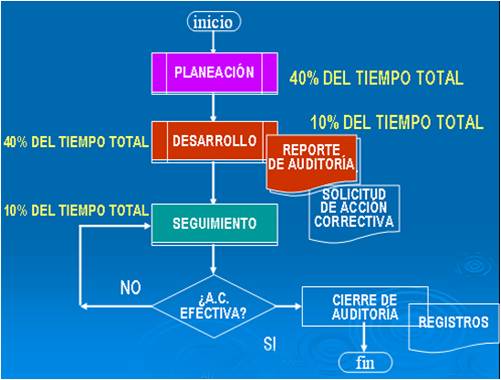 inicio
PLANEACIÓN
40% DEL TIEMPO TOTAL
10% DEL TIEMPO TOTAL
40% DEL TIEMPO TOTAL
DESARROLLO
REPORTE
DE AUDITORÍA
SOLICITUD
DE ACCIÓN
CORRECTIVA
10% DEL TIEMPO TOTAL
SEGUIMIENTO
NO
¿A.C.
EFECTIVA?
SI
CIERRE DE
AUDITORÍA
REGISTROS
fin